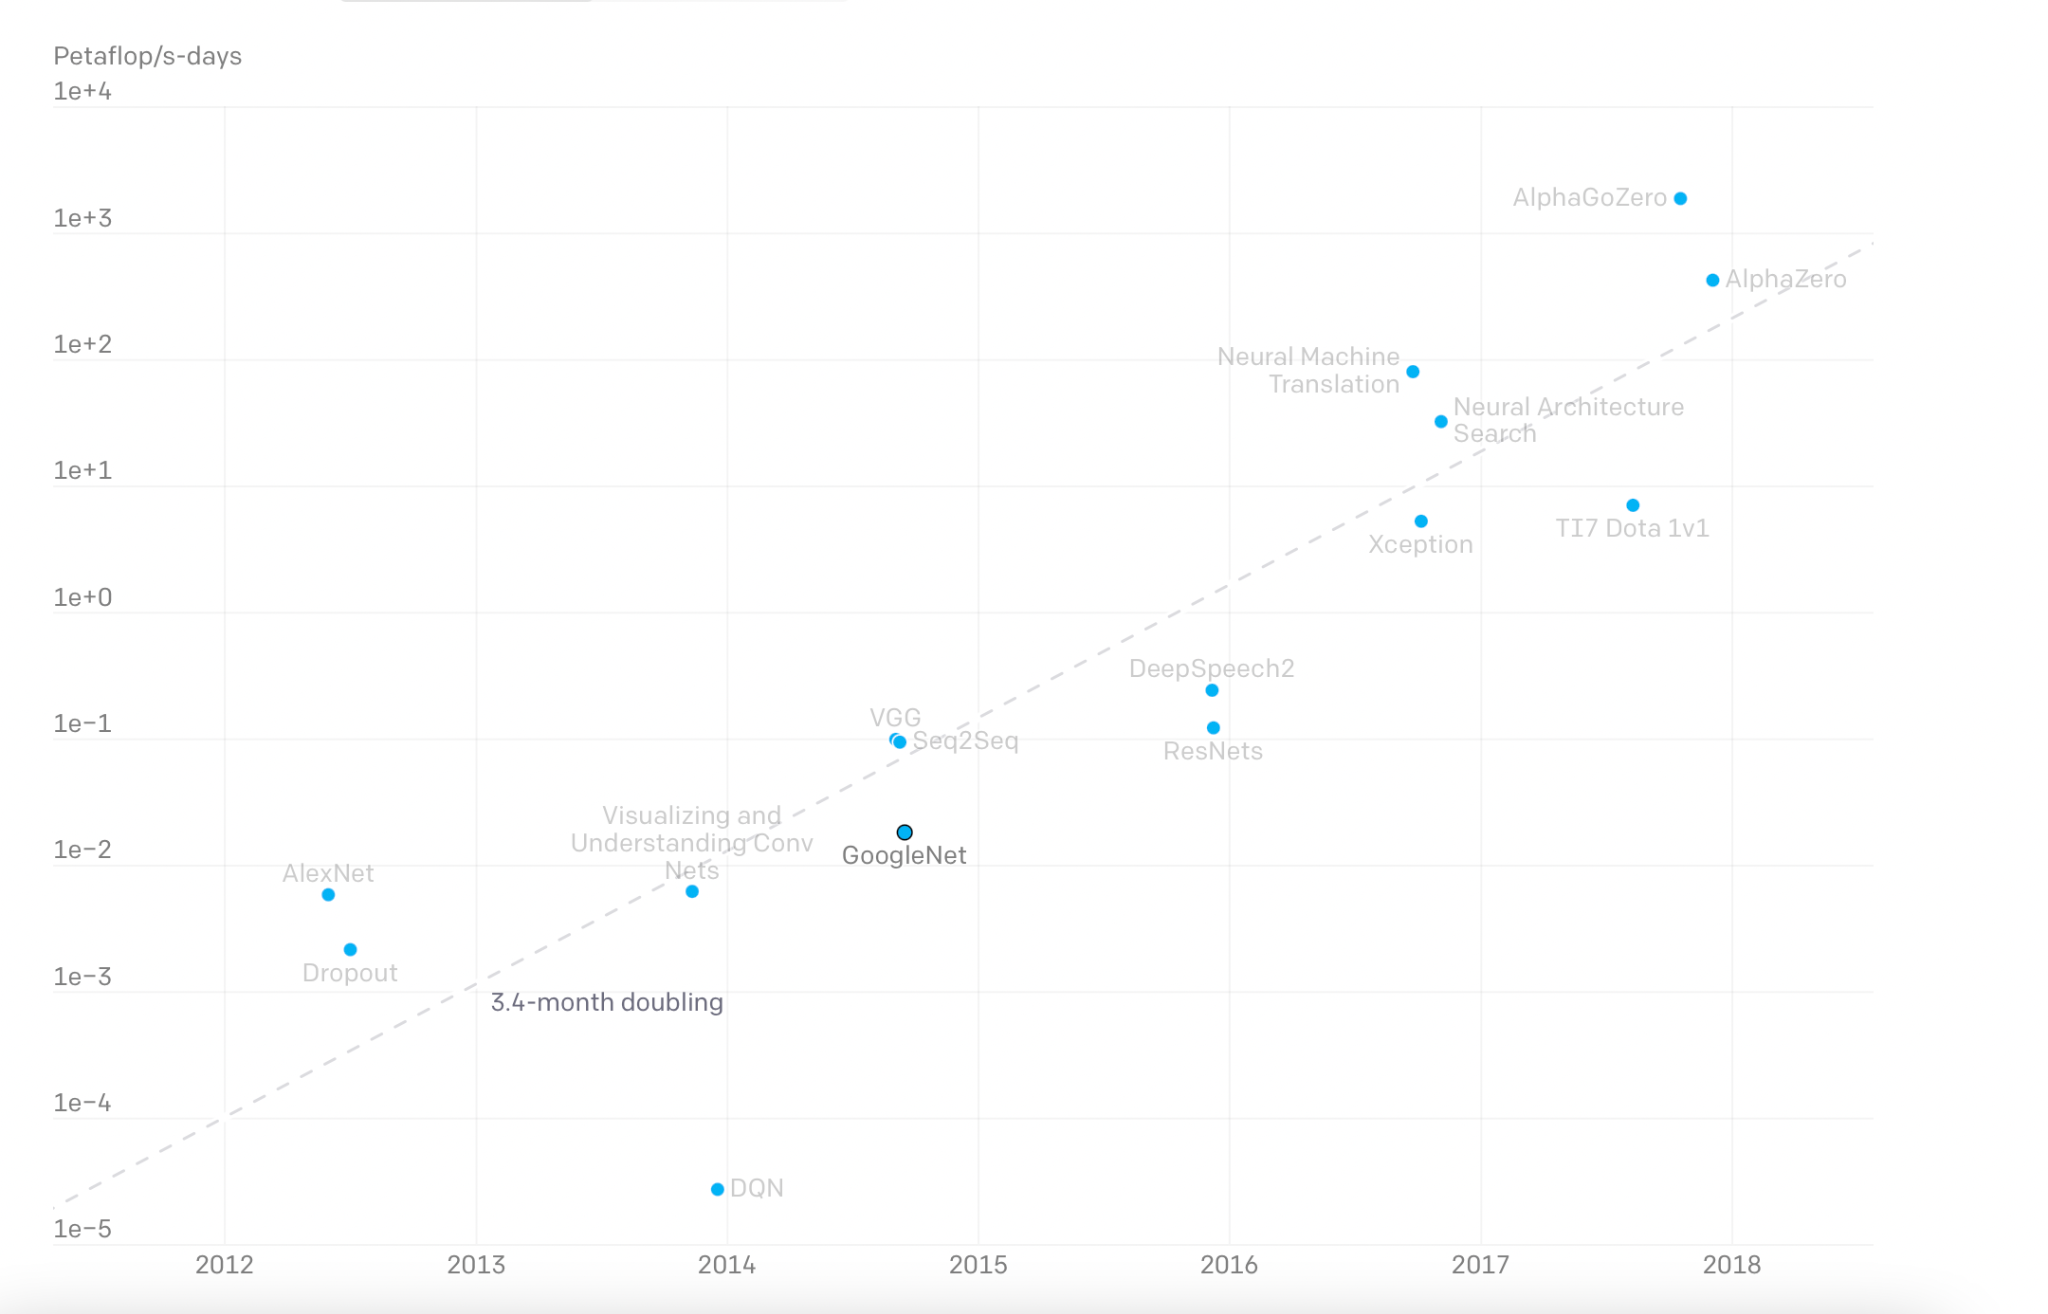 Petaflop/s-days
1e+4
1e+3
1e+2
1e+1
1e+0
1e−1
1e−2
1e−3
1e−4
1e−5
AlphaGoZero
AlphaZero
Neural Machine
Translation
Neural Architecture
Search
TI7 Dota 1v1
Xception
DeepSpeech2
ResNets
VGG
Seq2Seq
Visualizing and
Understanding Conv
Nets
GoogleNet
AlexNet
Dropout
3.4-month doubling
DQN
2012
2013
2014
2015
2016
2017
2018